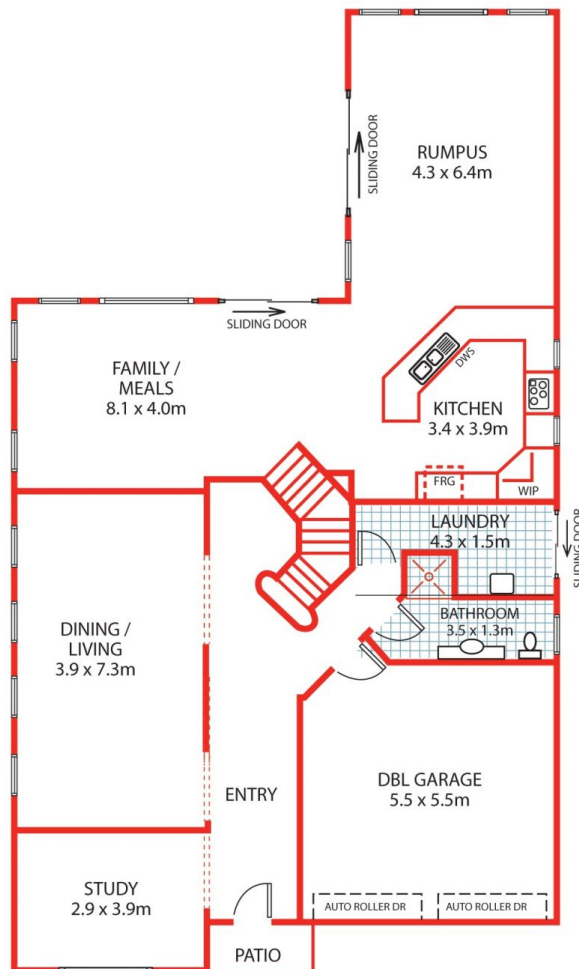 RUMPUS
4.3 x 6.4m
SLIDING DOOR
SLIDING DOOR
FAMILY /
MEALS
8.1 x 4.0m
DWS
KITCHEN
3.4 x 3.9m
FRG
WIP
LAUNDRY
4.3 x 1.5m
SLIDING DOOR
BATHROOM
3.5 x 1.3m
DINING /
LIVING
3.9 x 7.3m
DBL GARAGE
5.5 x 5.5m
ENTRY
STUDY
2.9 x 3.9m
AUTO ROLLER DR
AUTO ROLLER DR
PATIO